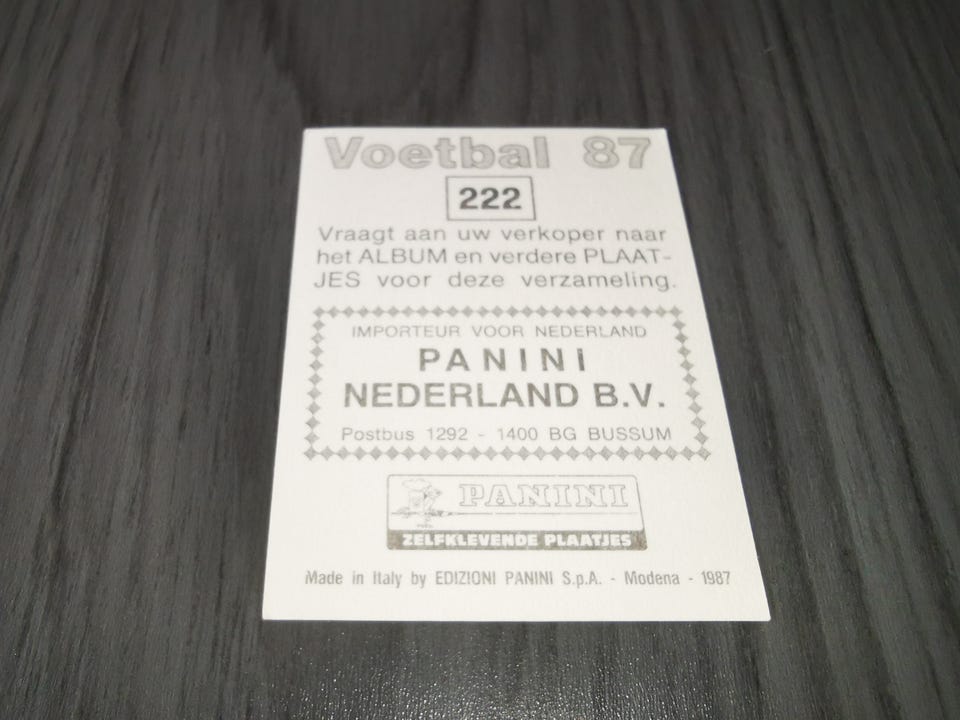 Voetbal 87
222
Vraagt aan uw verkoper naar
het ALBUM en verdere PLAAT-
JES voor deze verzameling.
IMPORTEUR VOOR NEDERLAND
PANINI
NEDERLAND B.V.
Postbus 1292 - 1400 BG BUSSUM
PANINI
ZELFKLEVENDE PLAATJES
Made in Italy by EDIZIONI PANINI S.p.A. - Modena - 1987